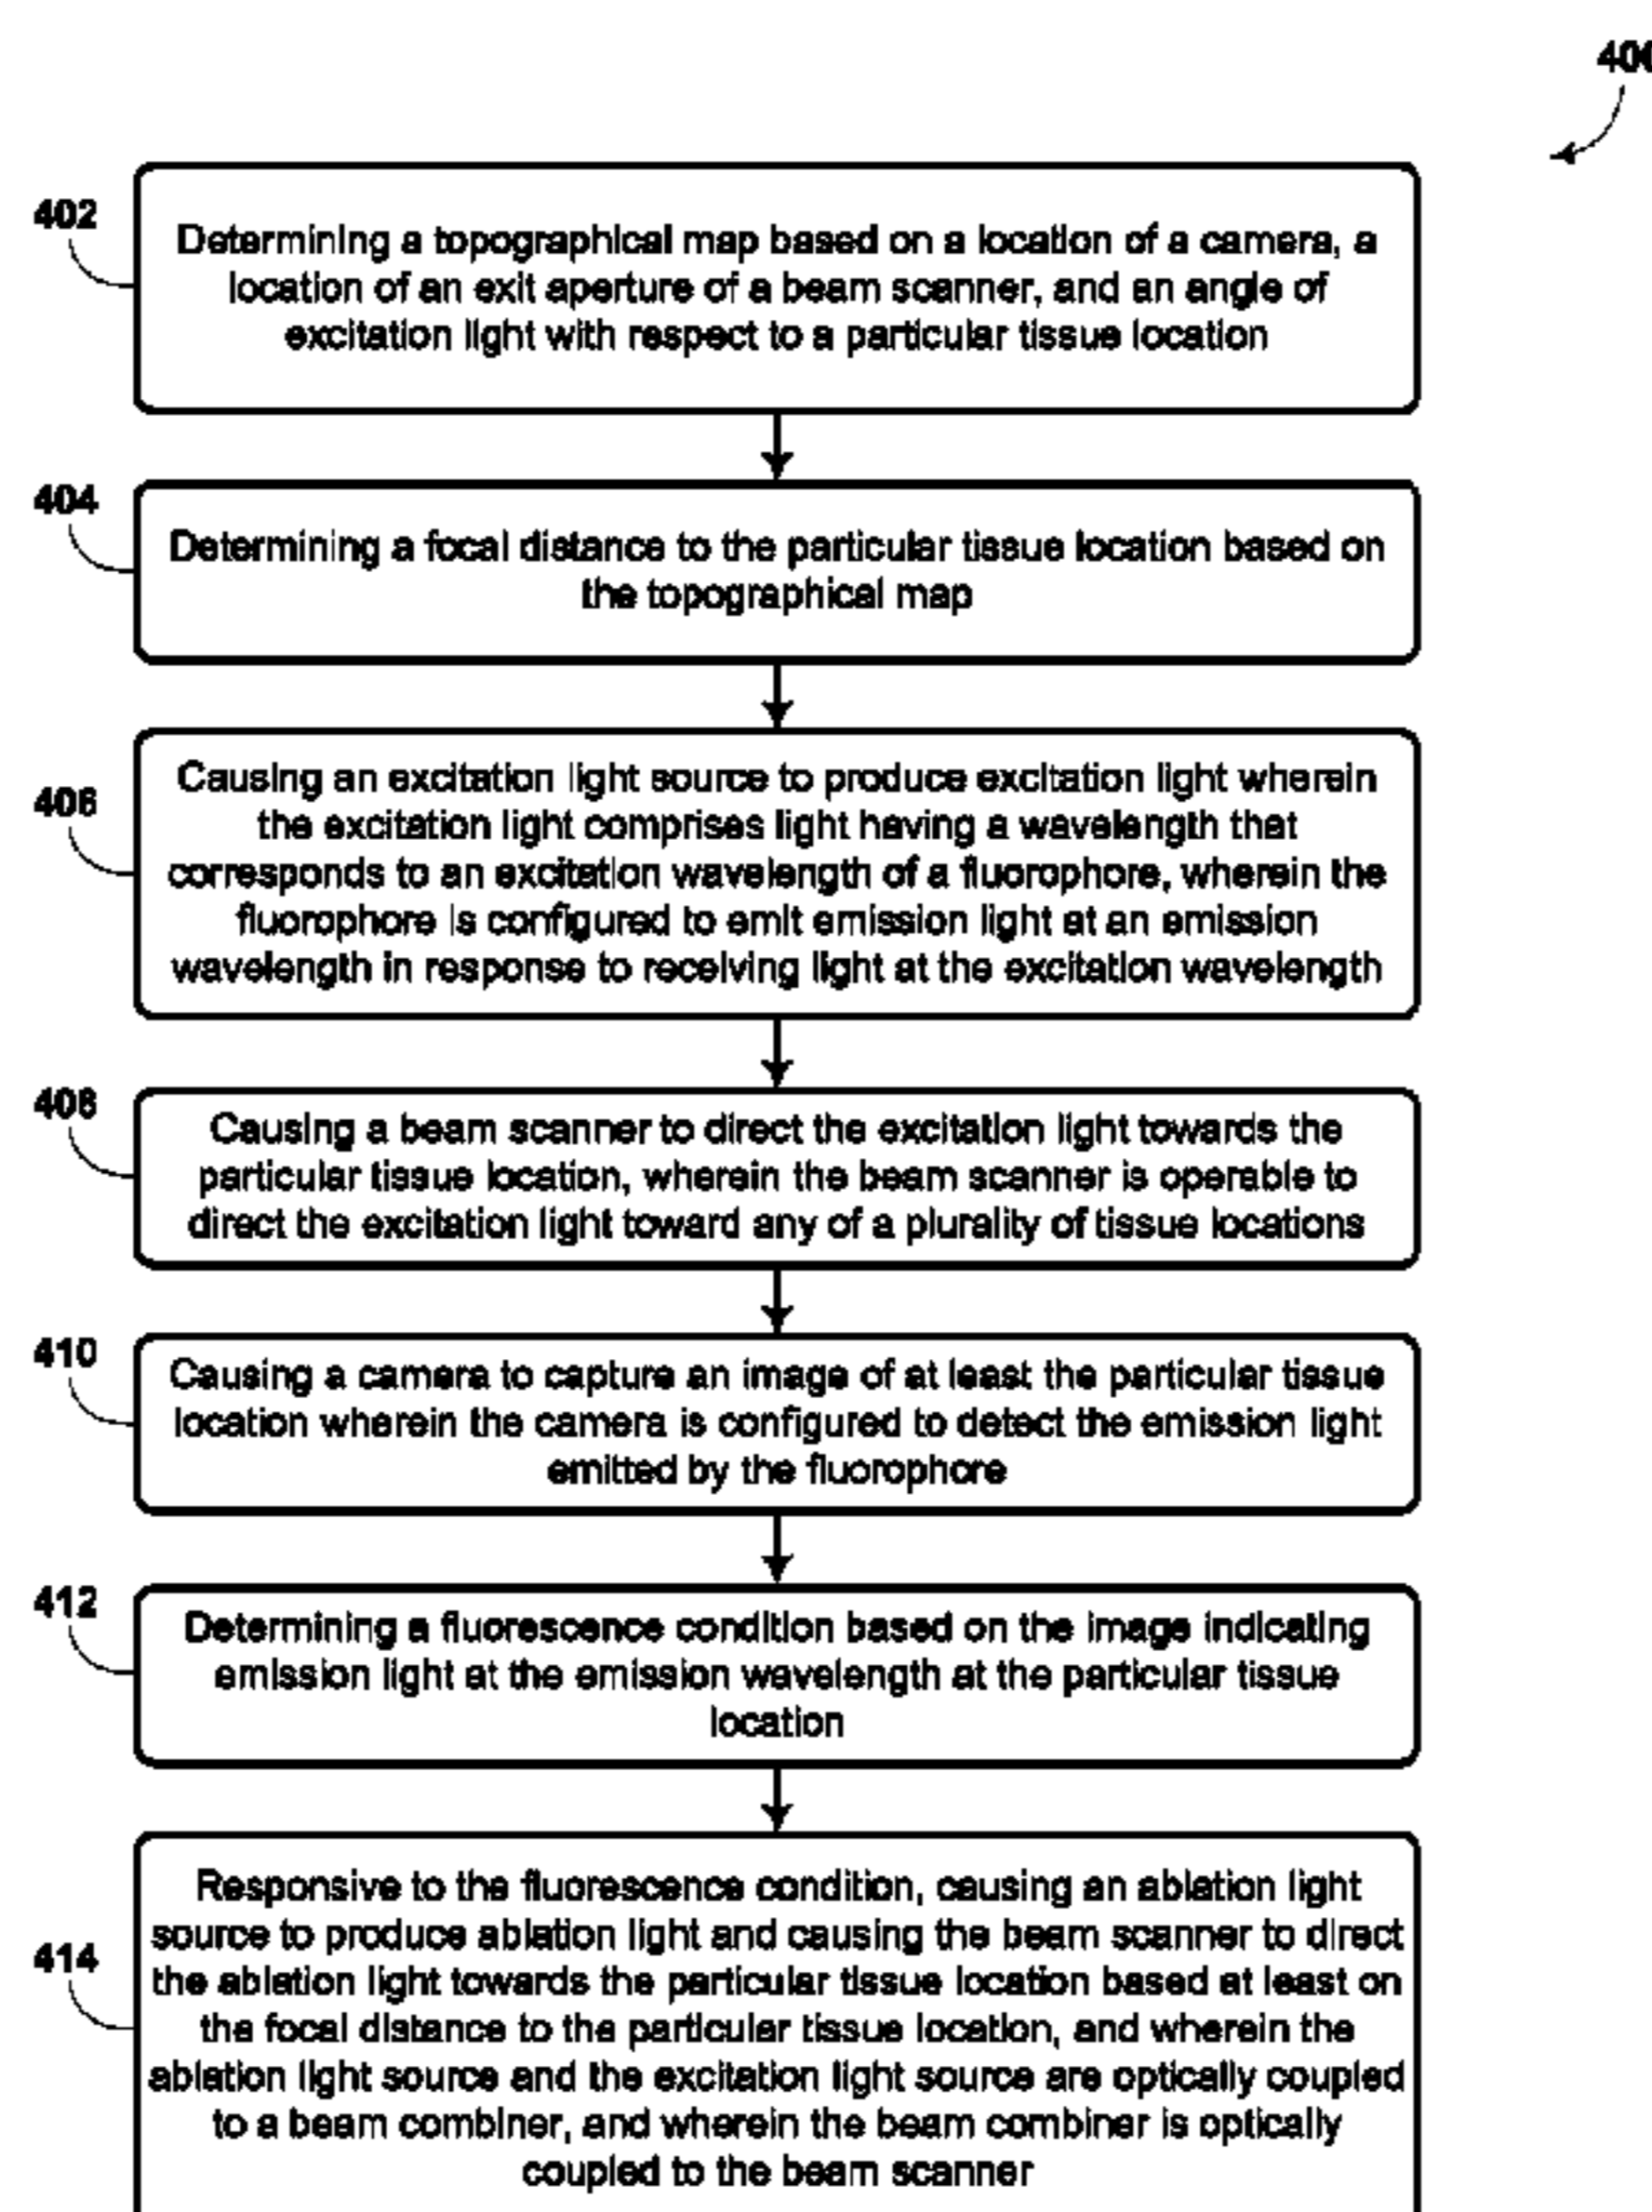 400
402
Determining a topographical map based on a location of a camera, a
location of an exit aperture of a beam scanner, and an angle of
excitation light with respect to a particular tissue location
404
Determining a focal distance to the particular tissue location based on
the topographical map
406
Causing an excitation light source to produce excitation light wherein
the excitation light comprises light having a wavelength that
corresponds to an excitation wavelength of a fluorophore, wherein the
fluorophore is configured to emit emission light at an emission
wavelength in response to receiving light at the excitation wavelength
408
Causing a beam scanner to direct the excitation light towards the
particular tissue location, wherein the beam scanner is operable to
direct the excitation light toward any of a plurality of tissue locations
410
Causing a camera to capture an image of at least the particular tissue
location wherein the camera is configured to detect the emission light
emitted by the fluorophore
412
Determining a fluorescence condition based on the image indicating
emission light at the emission wavelength at the particular tissue
location
414
Responsive to the fluorescence condition, causing an ablation light
source to produce ablation light and causing the beam scanner to direct
the ablation light towards the particular tissue location based at least on
the focal distance to the particular tissue location, and wherein the
ablation light source and the excitation light source are optically coupled
to a beam combiner, and wherein the beam combiner is optically
coupled to the beam scanner